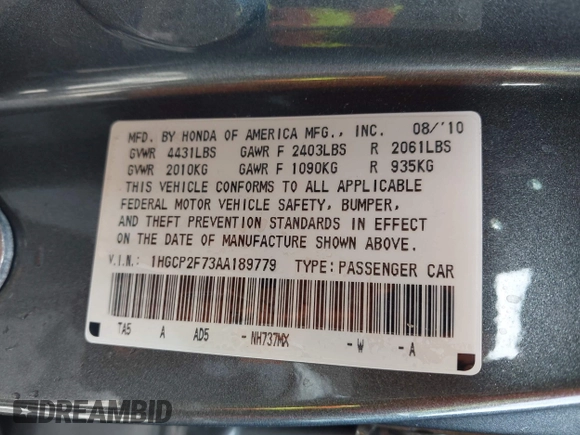 MFD. BY HONDA OF AMERICA MFG., INC. 08/'10
GVWR 4431LBS GAWR F 2403LBS R 2061LBS
GVWR 2010KG GAWR F 1090KG R 935KG
THIS VEHICLE CONFORMS TO ALL APPLICABLE
FEDERAL MOTOR VEHICLE SAFETY, BUMPER,
AND THEFT PREVENTION STANDARDS IN EFFECT
ON THE DATE OF MANUFACTURE SHOWN ABOVE.
V.I.N.: 1HGCP2F73AA189779 TYPE: PASSENGER CAR
TA5 A AD5 - NH737MX - W - A
DREAMBID